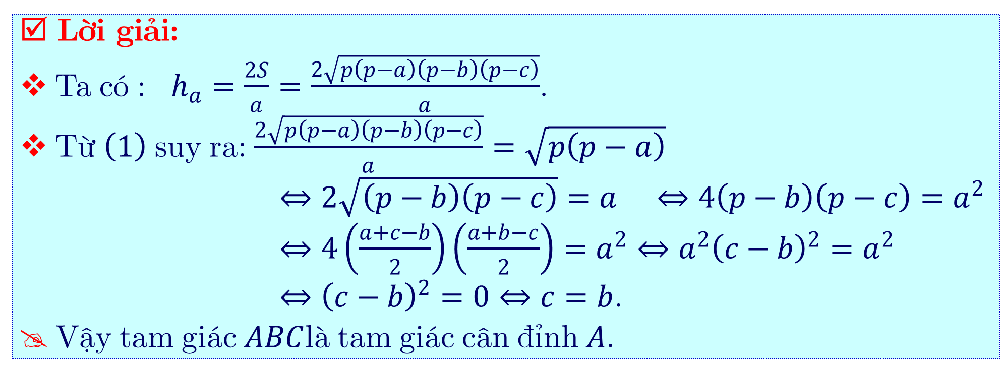 ☑ Lời giải:
❖ Ta có : $h_a = \frac{2S}{a} = \frac{2\sqrt{p(p-a)(p-b)(p-c)}}{a}.$
❖ Từ (1) suy ra: $\frac{2\sqrt{p(p-a)(p-b)(p-c)}}{a} = \sqrt{p(p-a)}$
$\Leftrightarrow 2\sqrt{(p-b)(p-c)} = a \quad \Leftrightarrow 4(p-b)(p-c) = a^2$
$\Leftrightarrow 4\left(\frac{a+c-b}{2}\right)\left(\frac{a+b-c}{2}\right) = a^2 \Leftrightarrow a^2(c-b)^2 = a^2$
$\Leftrightarrow (c-b)^2 = 0 \Leftrightarrow c = b.$
Vậy tam giác ABC là tam giác cân đỉnh A.